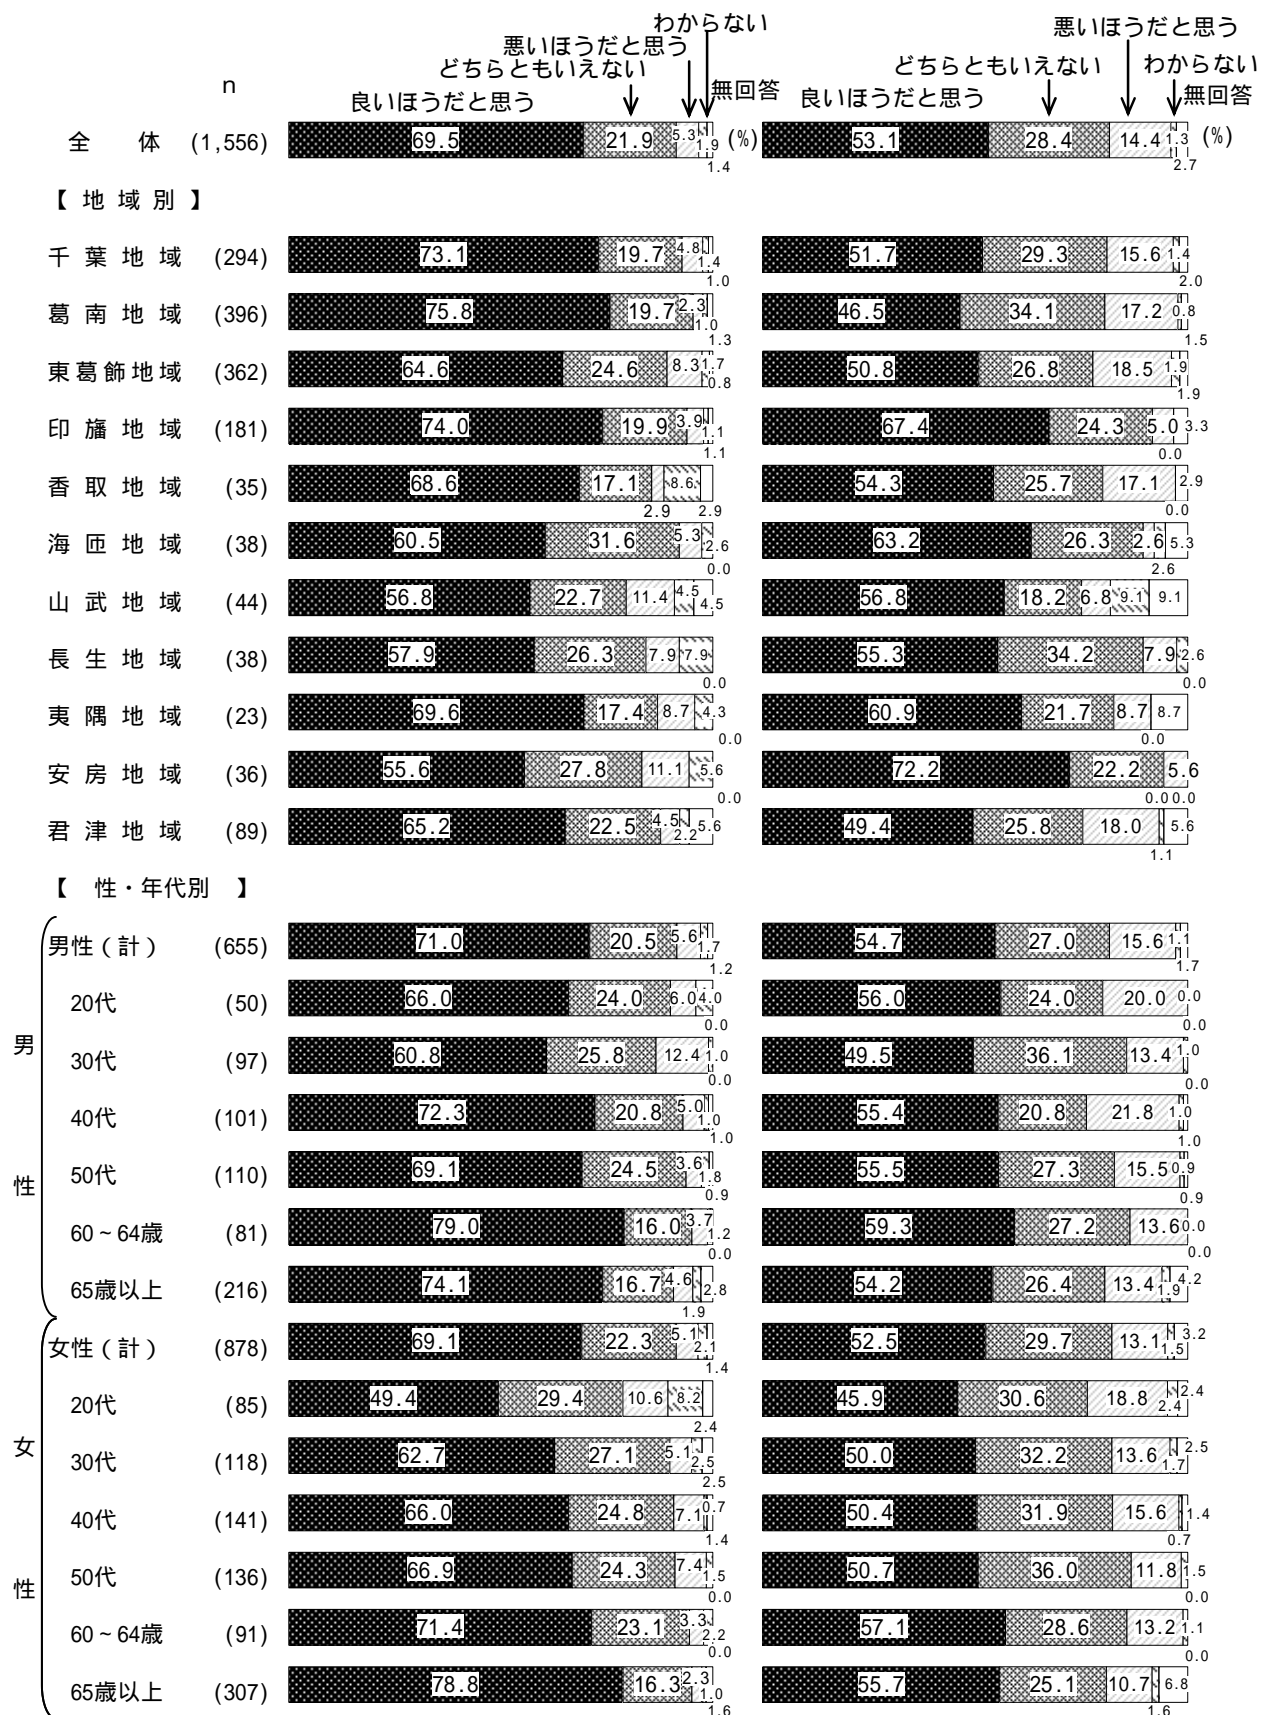 わからない
悪いほうだと思う
悪いほうだと思う
どちらともいえない
どちらともいえない
わからない
n
良いほうだと思う
無回答
良いほうだと思う
無回答
全体 (1,556) 69.5 21.9 5.3 1.9 1.4 (%) 53.1 28.4 14.4 1.3 2.7 (%)
【地域別】
千葉地域 (294) 73.1 19.7 4.8 1.4 1.0 51.7 29.3 15.6 1.4 2.0
葛南地域 (396) 75.8 19.7 2.3 1.0 1.3 46.5 34.1 17.2 0.8 1.5
東葛飾地域 (362) 64.6 24.6 8.3 1.7 0.8 50.8 26.8 18.5 1.9 1.9
印旛地域 (181) 74.0 19.9 3.9 1.1 1.1 67.4 24.3 5.0 0.0 3.3
香取地域 (35) 68.6 17.1 2.9 8.6 2.9 54.3 25.7 17.1 0.0 2.9
海匝地域 (38) 60.5 31.6 5.3 2.6 0.0 63.2 26.3 2.6 2.6 5.3
山武地域 (44) 56.8 22.7 11.4 4.5 4.5 56.8 18.2 6.8 9.1 9.1
長生地域 (38) 57.9 26.3 7.9 7.9 0.0 55.3 34.2 7.9 2.6 0.0
夷隅地域 (23) 69.6 17.4 8.7 4.3 0.0 60.9 21.7 8.7 0.0 8.7
安房地域 (36) 55.6 27.8 11.1 5.6 0.0 72.2 22.2 5.6 0.0 0.0
君津地域 (89) 65.2 22.5 4.5 2.2 5.6 49.4 25.8 18.0 1.1 5.6
【 性・年代別 】
男性(計) (655) 71.0 20.5 5.6 1.7 1.2 54.7 27.0 15.6 1.1 1.7
20代 (50) 66.0 24.0 6.0 4.0 0.0 56.0 24.0 20.0 0.0 0.0
男
30代 (97) 60.8 25.8 12.4 1.0 0.0 49.5 36.1 13.4 1.0 0.0
40代 (101) 72.3 20.8 5.0 1.0 1.0 55.4 20.8 21.8 1.0 1.0
性
50代 (110) 69.1 24.5 3.6 1.8 0.9 55.5 27.3 15.5 0.9 0.9
60~64歳 (81) 79.0 16.0 3.7 1.2 0.0 59.3 27.2 13.6 0.0 0.0
65歳以上 (216) 74.1 16.7 4.6 1.9 2.8 54.2 26.4 13.4 1.9 4.2
女性(計) (878) 69.1 22.3 5.1 2.1 1.4 52.5 29.7 13.1 1.5 3.2
20代 (85) 49.4 29.4 10.6 8.2 2.4 45.9 30.6 18.8 2.4 2.4
女
30代 (118) 62.7 27.1 5.1 2.5 2.5 50.0 32.2 13.6 1.7 2.5
40代 (141) 66.0 24.8 7.1 0.7 1.4 50.4 31.9 15.6 0.7 1.4
性
50代 (136) 66.9 24.3 7.4 1.5 0.0 50.7 36.0 11.8 1.5 0.0
60~64歳 (91) 71.4 23.1 3.3 2.2 0.0 57.1 28.6 13.2 1.1 0.0
65歳以上 (307) 78.8 16.3 2.3 1.0 1.6 55.7 25.1 10.7 1.6 6.8